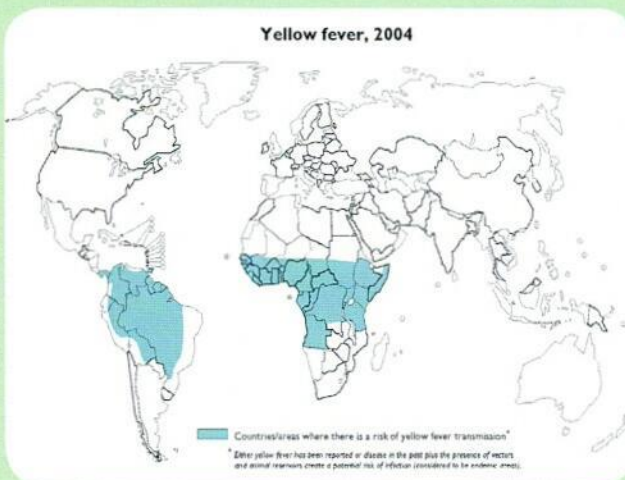 Yellow fever, 2004
Countries/areas where there is a risk of yellow fever transmission*
* Either yellow fever has been reported or disease in the past plus the presence of vectors
and animal reservoirs create a potential risk of infection (considered to be endemic areas).